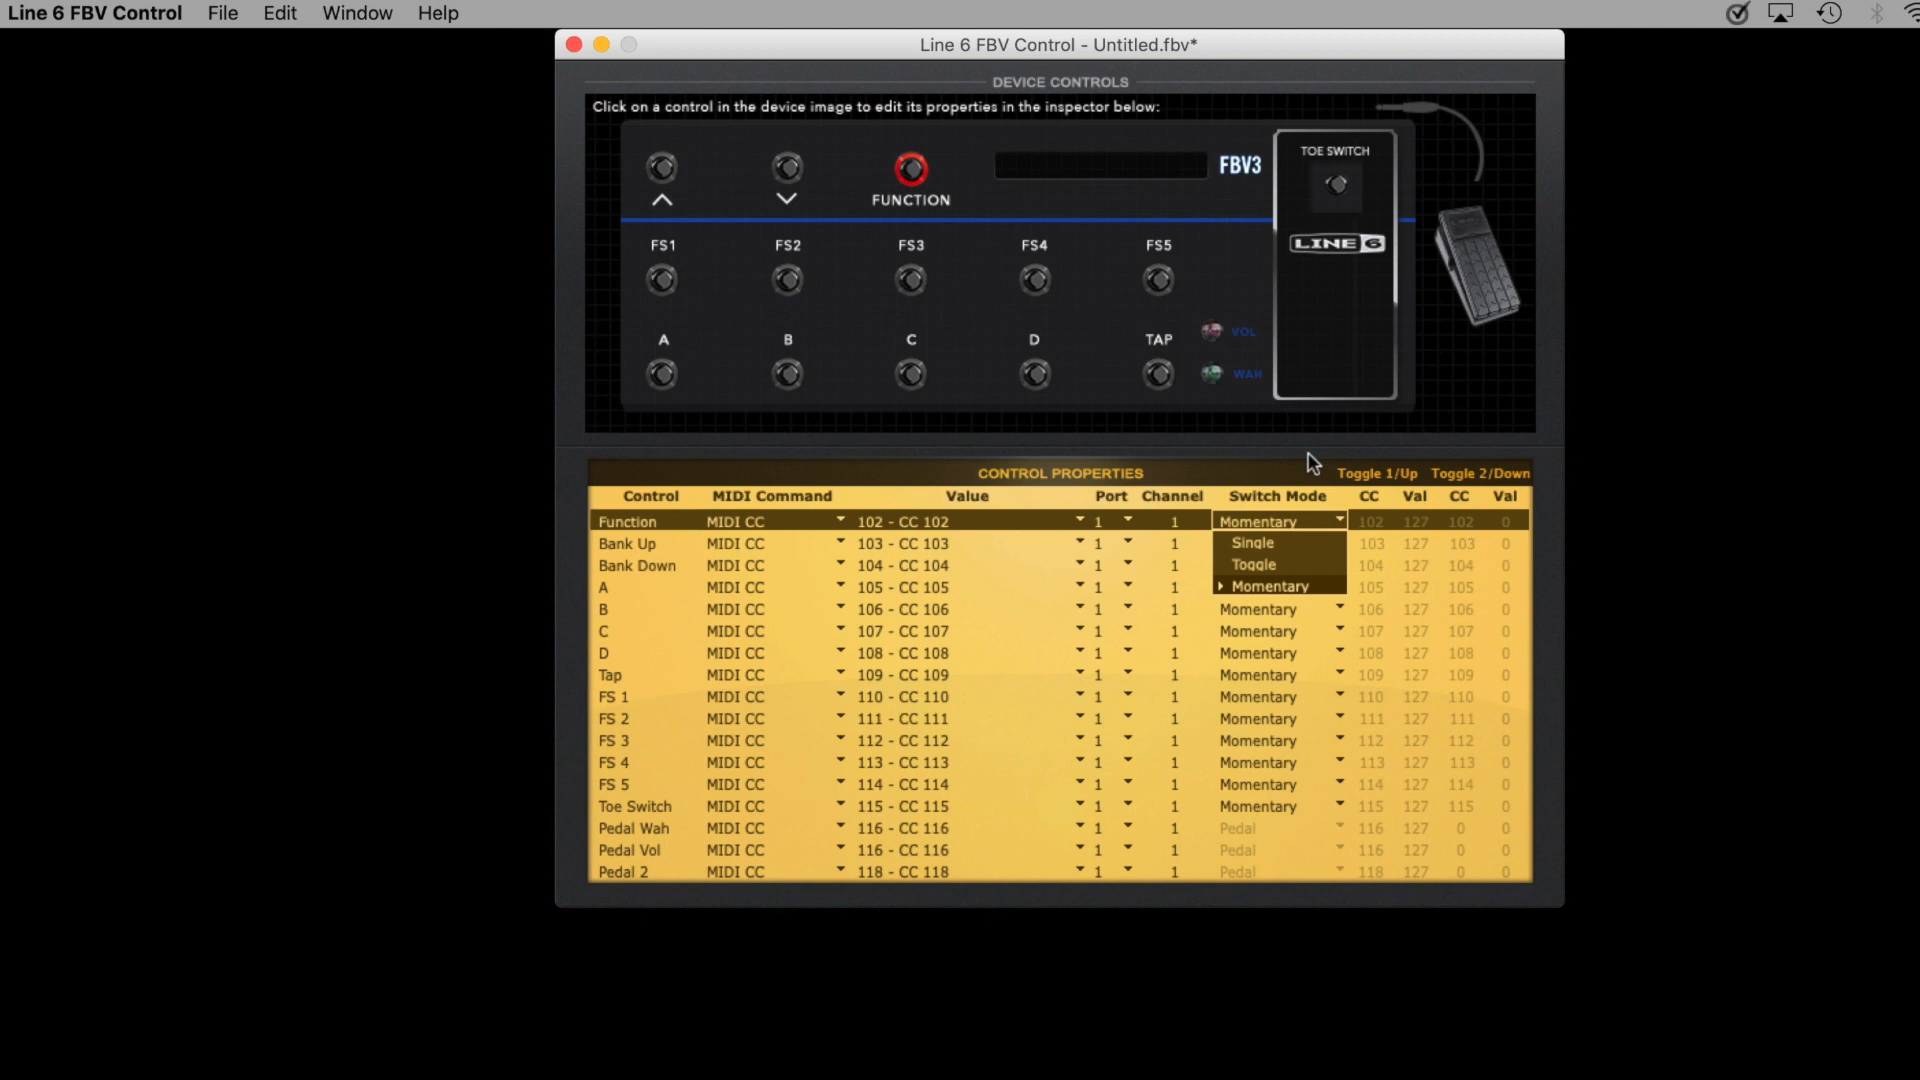 Line 6 FBV Control File Edit Window Help
Line 6 FBV Control - Untitled.fbv*
DEVICE CONTROLS
Click on a control in the device image to edit its properties in the inspector below:
TOE SWITCH
FBV3
FUNCTION
LINE 6
FS1 FS2 FS3 FS4 FS5
VOL
A B C D TAP
WAH
CONTROL PROPERTIES Toggle 1/Up Toggle 2/Down
Control MIDI Command Value Port Channel Switch Mode CC Val CC Val
Function MIDI CC 102 - CC 102 1 1 Momentary 102 127 102 0
Bank Up MIDI CC 103 - CC 103 1 1 Single 103 127 103 0
Bank Down MIDI CC 104 - CC 104 1 1 Toggle 104 127 104 0
A MIDI CC 105 - CC 105 1 1 Momentary 105 127 105 0
B MIDI CC 106 - CC 106 1 1 Momentary 106 127 106 0
C MIDI CC 107 - CC 107 1 1 Momentary 107 127 107 0
D MIDI CC 108 - CC 108 1 1 Momentary 108 127 108 0
Tap MIDI CC 109 - CC 109 1 1 Momentary 109 127 109 0
FS 1 MIDI CC 110 - CC 110 1 1 Momentary 110 127 110 0
FS 2 MIDI CC 111 - CC 111 1 1 Momentary 111 127 111 0
FS 3 MIDI CC 112 - CC 112 1 1 Momentary 112 127 112 0
FS 4 MIDI CC 113 - CC 113 1 1 Momentary 113 127 113 0
FS 5 MIDI CC 114 - CC 114 1 1 Momentary 114 127 114 0
Toe Switch MIDI CC 115 - CC 115 1 1 Momentary 115 127 115 0
Pedal Wah MIDI CC 116 - CC 116 1 1 Pedal 116 127 0 0
Pedal Vol MIDI CC 116 - CC 116 1 1 Pedal 116 127 0 0
Pedal 2 MIDI CC 118 - CC 118 1 1 Pedal 118 127 0 0